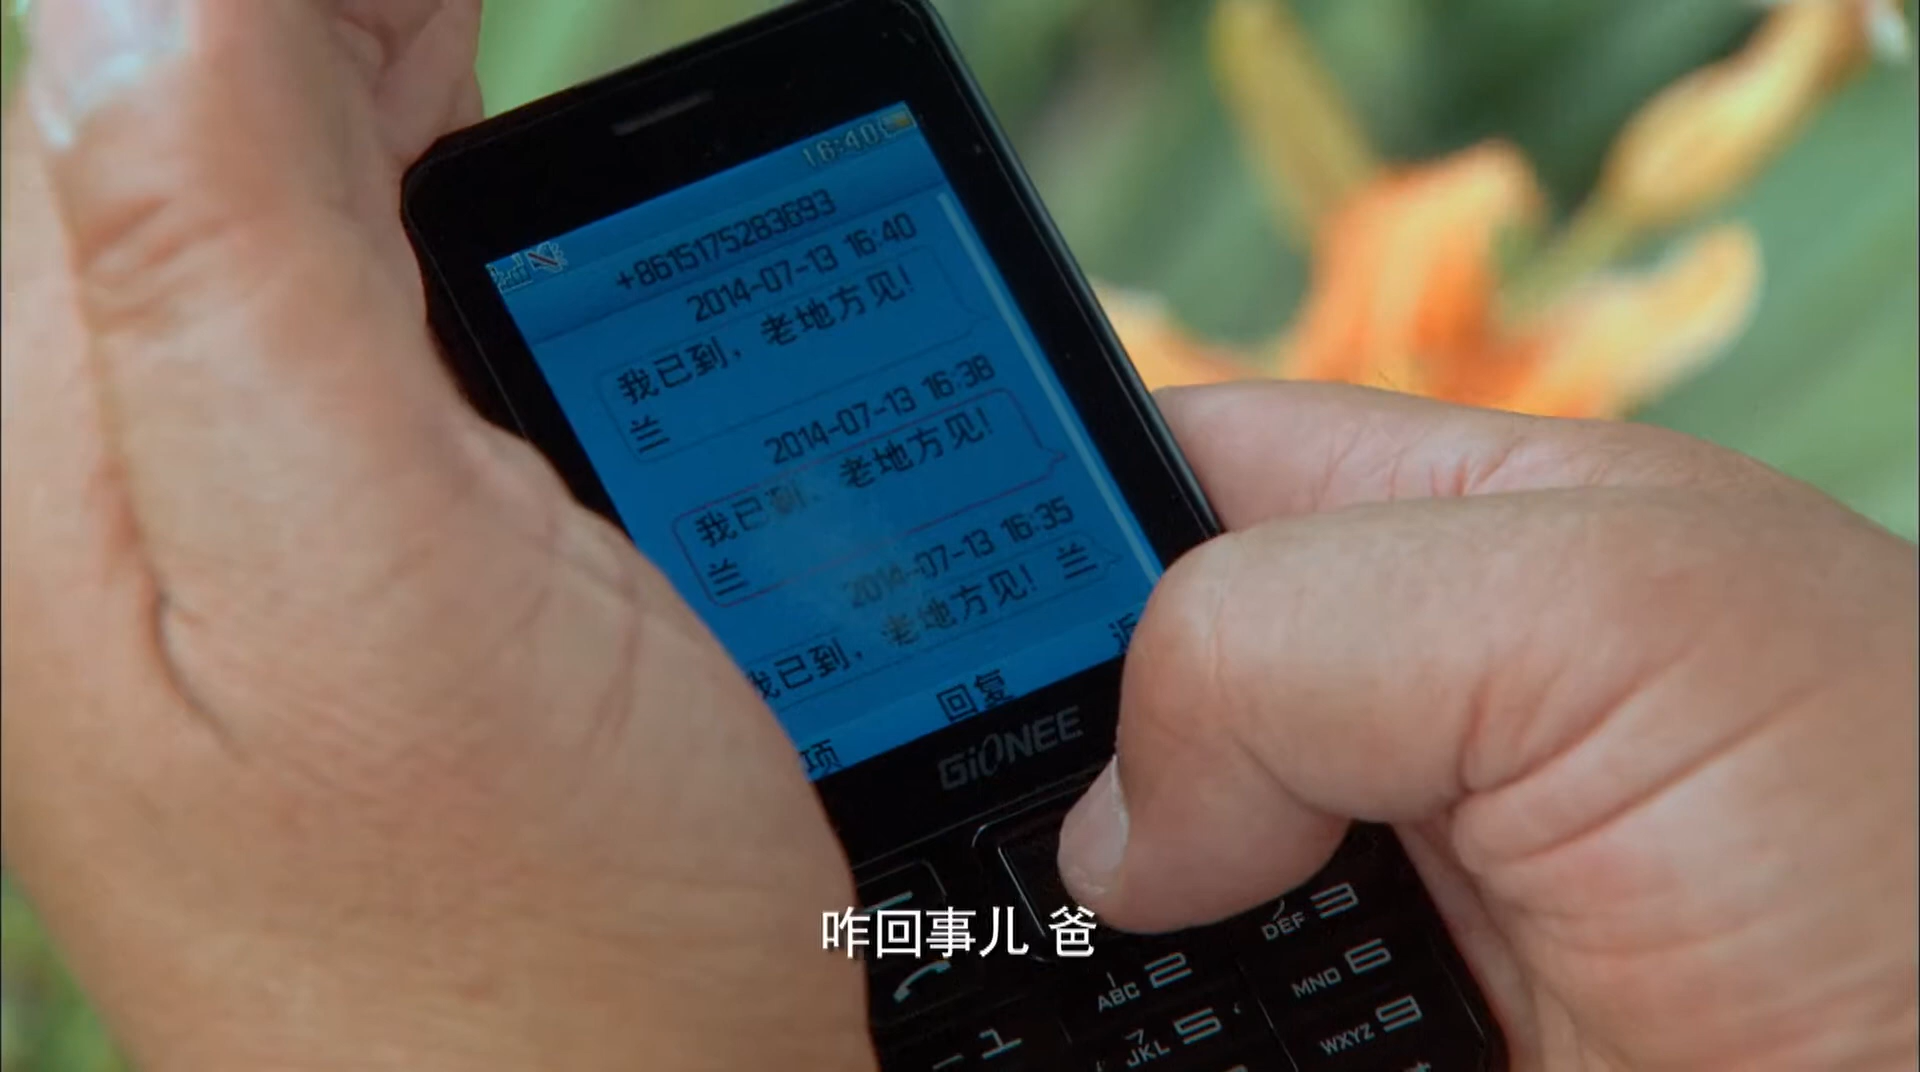 16:40
+8615175283693
2014-07-13 16:40
我已到，老地方见！
兰
2014-07-13 16:38
我已到，老地方见！
兰
2014-07-13 16:35
我已到，老地方见！ 兰
项 回复 返
GiONEE
咋回事儿 爸
DEF 3
ABC 2
MNO 6
1
JKL 5
WXYZ 9